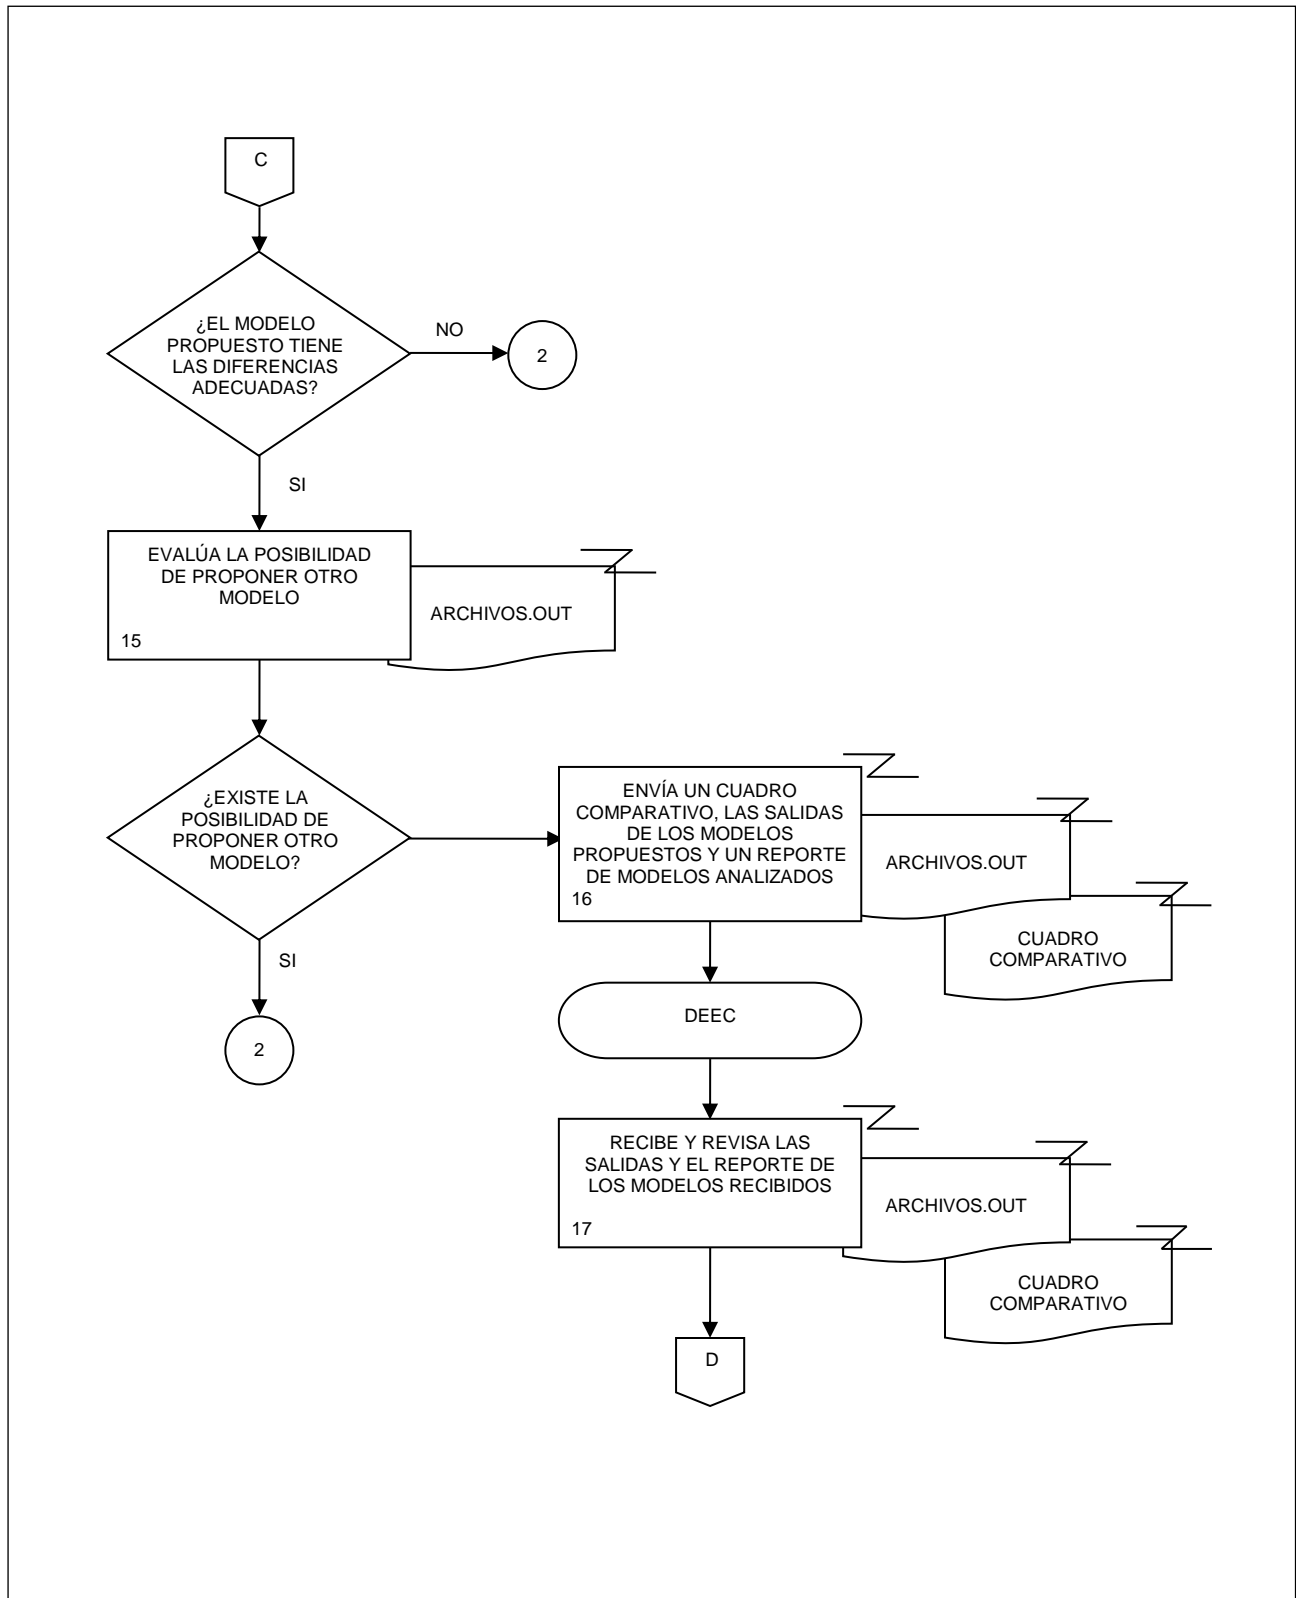 C
¿EL MODELO
PROPUESTO TIENE
LAS DIFERENCIAS
ADECUADAS?
NO
2
SI
EVALÚA LA POSIBILIDAD
DE PROPONER OTRO
MODELO
15
ARCHIVOS.OUT
¿EXISTE LA
POSIBILIDAD DE
PROPONER OTRO
MODELO?
SI
2
ENVÍA UN CUADRO
COMPARATIVO, LAS SALIDAS
DE LOS MODELOS
PROPUESTOS Y UN REPORTE
DE MODELOS ANALIZADOS
16
ARCHIVOS.OUT
CUADRO
COMPARATIVO
DEEC
RECIBE Y REVISA LAS
SALIDAS Y EL REPORTE DE
LOS MODELOS RECIBIDOS
17
ARCHIVOS.OUT
CUADRO
COMPARATIVO
D